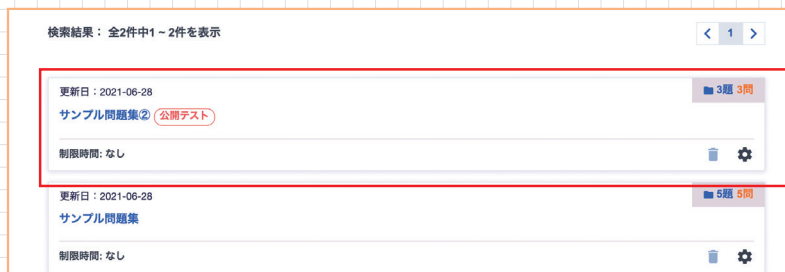 検索結果： 全2件中1 ~ 2件を表示
1
更新日：2021-06-28
3題 3問
サンプル問題集② 公開テスト
制限時間: なし
更新日：2021-06-28
5題 5問
サンプル問題集
制限時間: なし